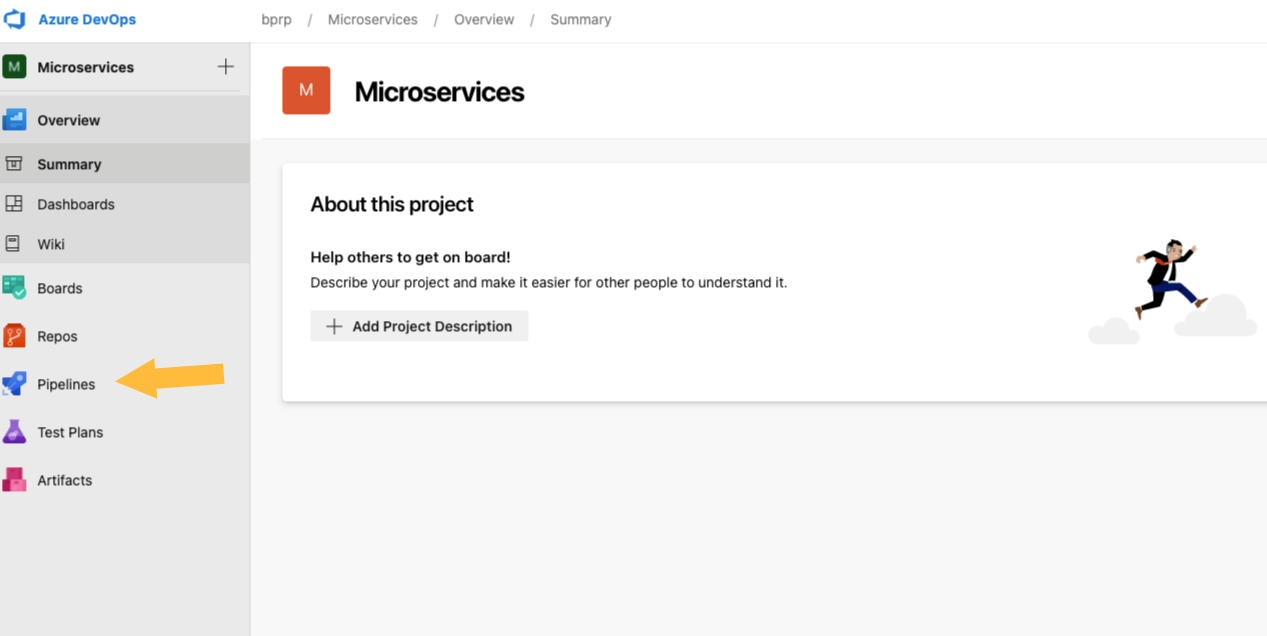 Azure DevOps
bprp / Microservices / Overview / Summary
M Microservices +
Overview
Summary
Dashboards
Wiki
Boards
Repos
Pipelines
Test Plans
Artifacts
M Microservices
About this project
Help others to get on board!
Describe your project and make it easier for other people to understand it.
+ Add Project Description